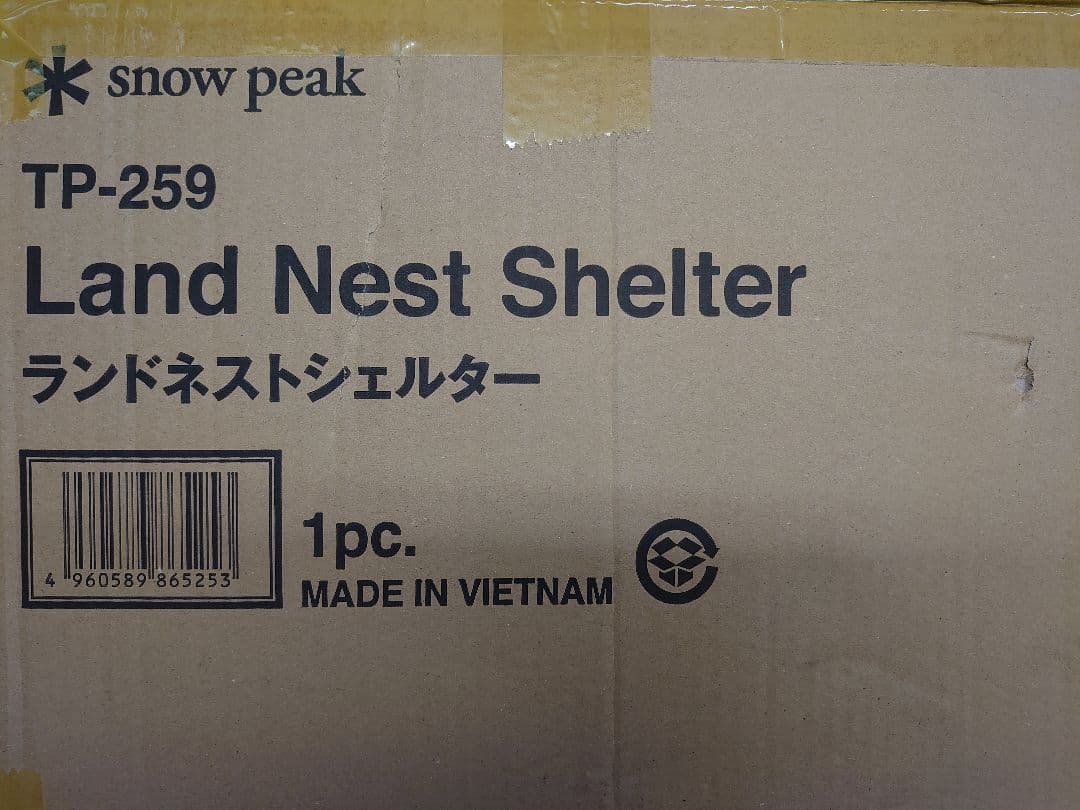 snow peak
TP-259
Land Nest Shelter
ランドネストシェルター
4 960589 865253
1pc.
MADE IN VIETNAM